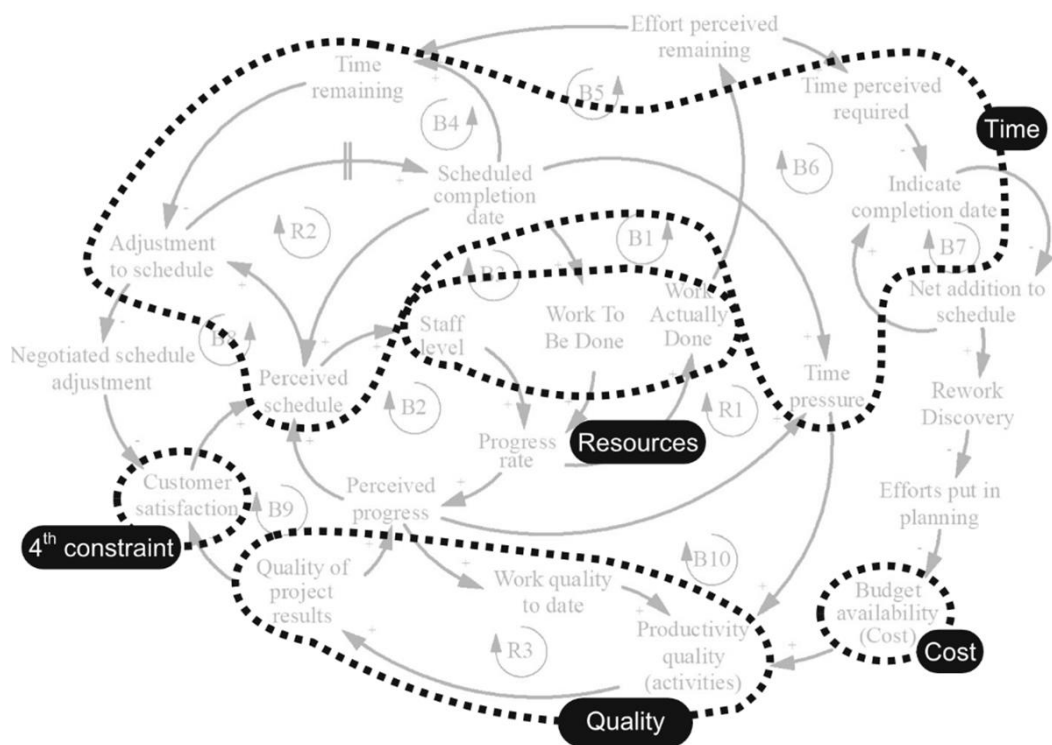 Effort perceived
remaining
Time
remaining
B5
Time perceived
required
Time
B4
B6
Scheduled
completion
date
Indicate
completion date
R2
B1
B7
Adjustment
to schedule
B3
Net addition to
schedule
Staff
level
Work To
Be Done
Work
Actually
Done
B8
Negotiated schedule
adjustment
Perceived
schedule
B2
R1
Time
pressure
Rework
Discovery
Progress
rate
Resources
Customer
satisfaction
B9
Perceived
progress
Efforts put in
planning
4th constraint
Quality of
project
results
Work quality
to date
B10
Budget
availability
(Cost)
Cost
R3
Productivity
quality
(activities)
Quality